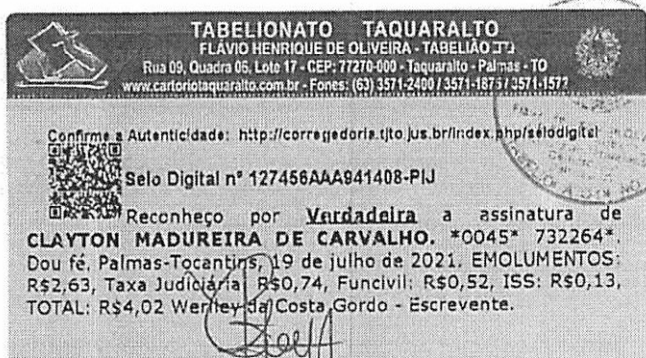 TABELIONATO TAQUARALTO
FLÁVIO HENRIQUE DE OLIVEIRA - TABELIÃO
Rua 09, Quadra 06, Lote 17 - CEP: 77270-000 - Taquaralto - Palmas - TO
www.cartoriotaquaralto.com.br - Fones: (63) 3571-2400 / 3571-1875 / 3571-1572
Confirme a Autenticidade: http://corregedoria.tjto.jus.br/index.php/selodigital
Selo Digital nº 127456AAA941408-PIJ
Reconheço por Verdadeira a assinatura de
CLAYTON MADUREIRA DE CARVALHO. *0045* 732264*.
Dou fé. Palmas-Tocantins, 19 de julho de 2021. EMOLUMENTOS:
R$2,63, Taxa Judiciária R$0,74, Funcivil: R$0,52, ISS: R$0,13,
TOTAL: R$4,02 Werlley da Costa Gordo - Escrevente.